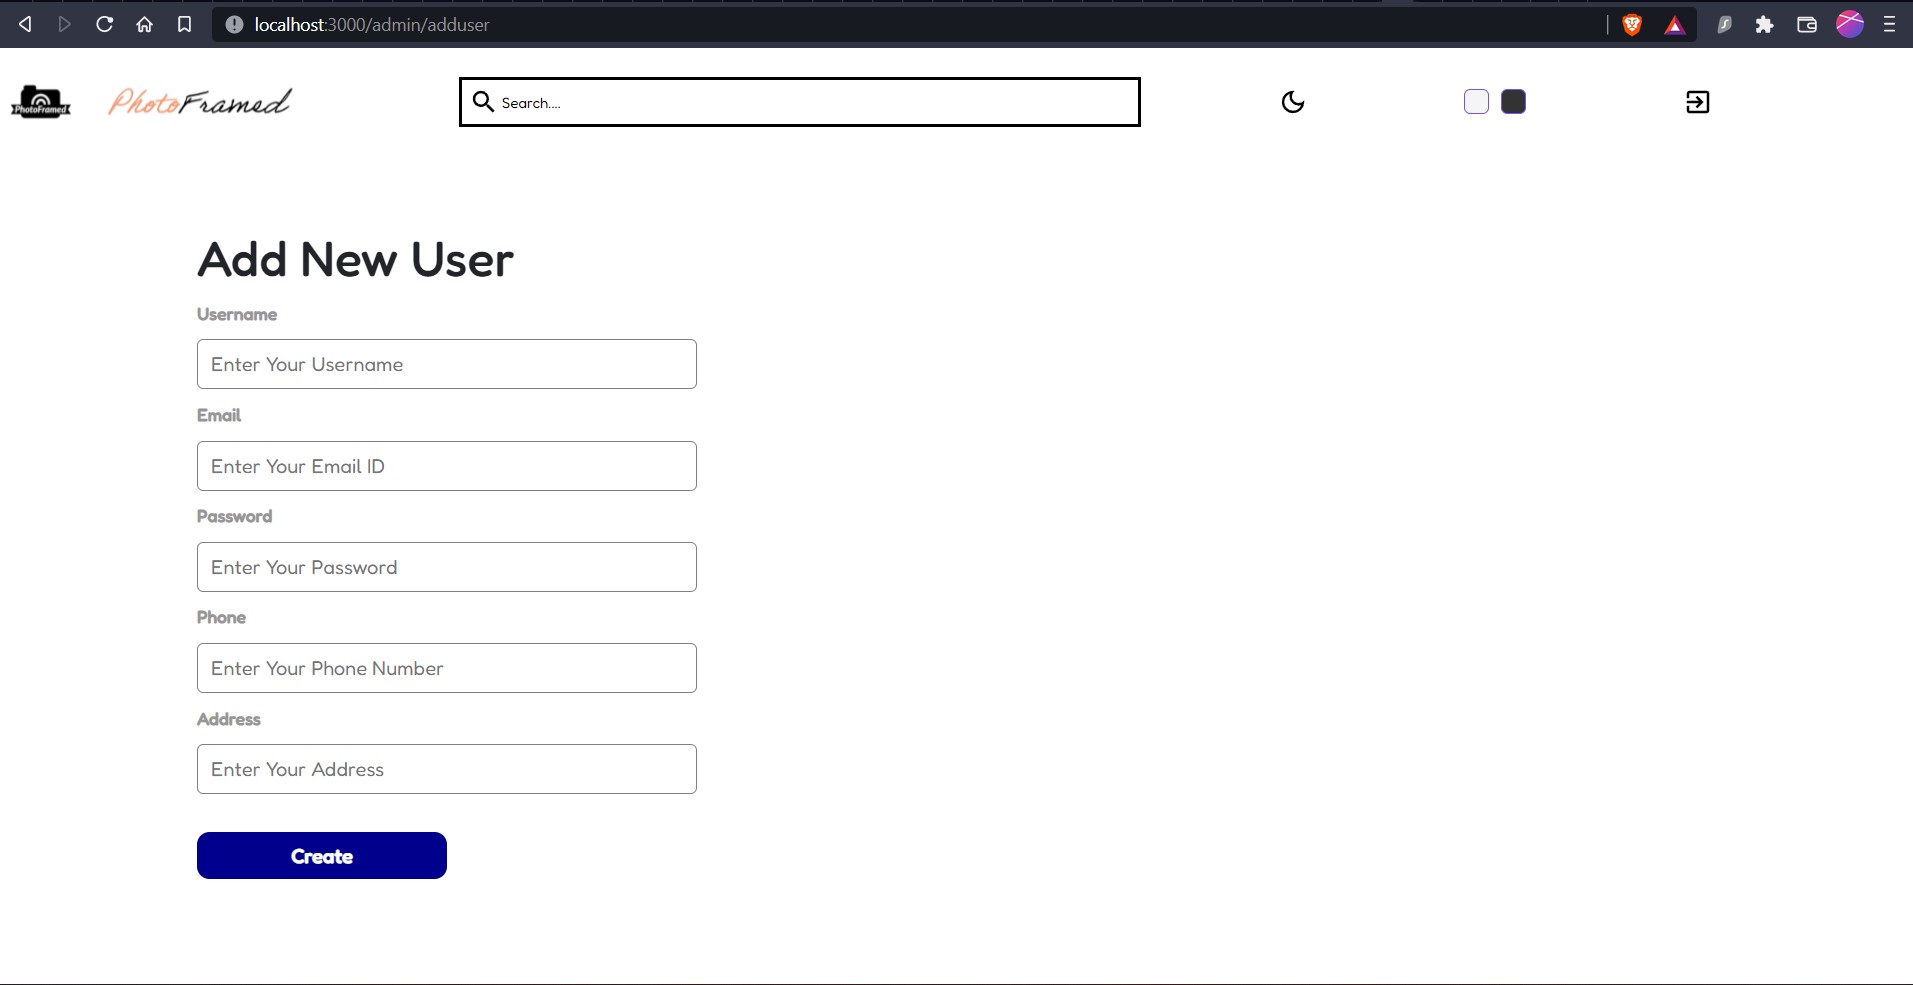 localhost:3000/admin/adduser
PhotoFramed
PhotoFramed
Search....
Add New User
Username
Enter Your Username
Email
Enter Your Email ID
Password
Enter Your Password
Phone
Enter Your Phone Number
Address
Enter Your Address
Create